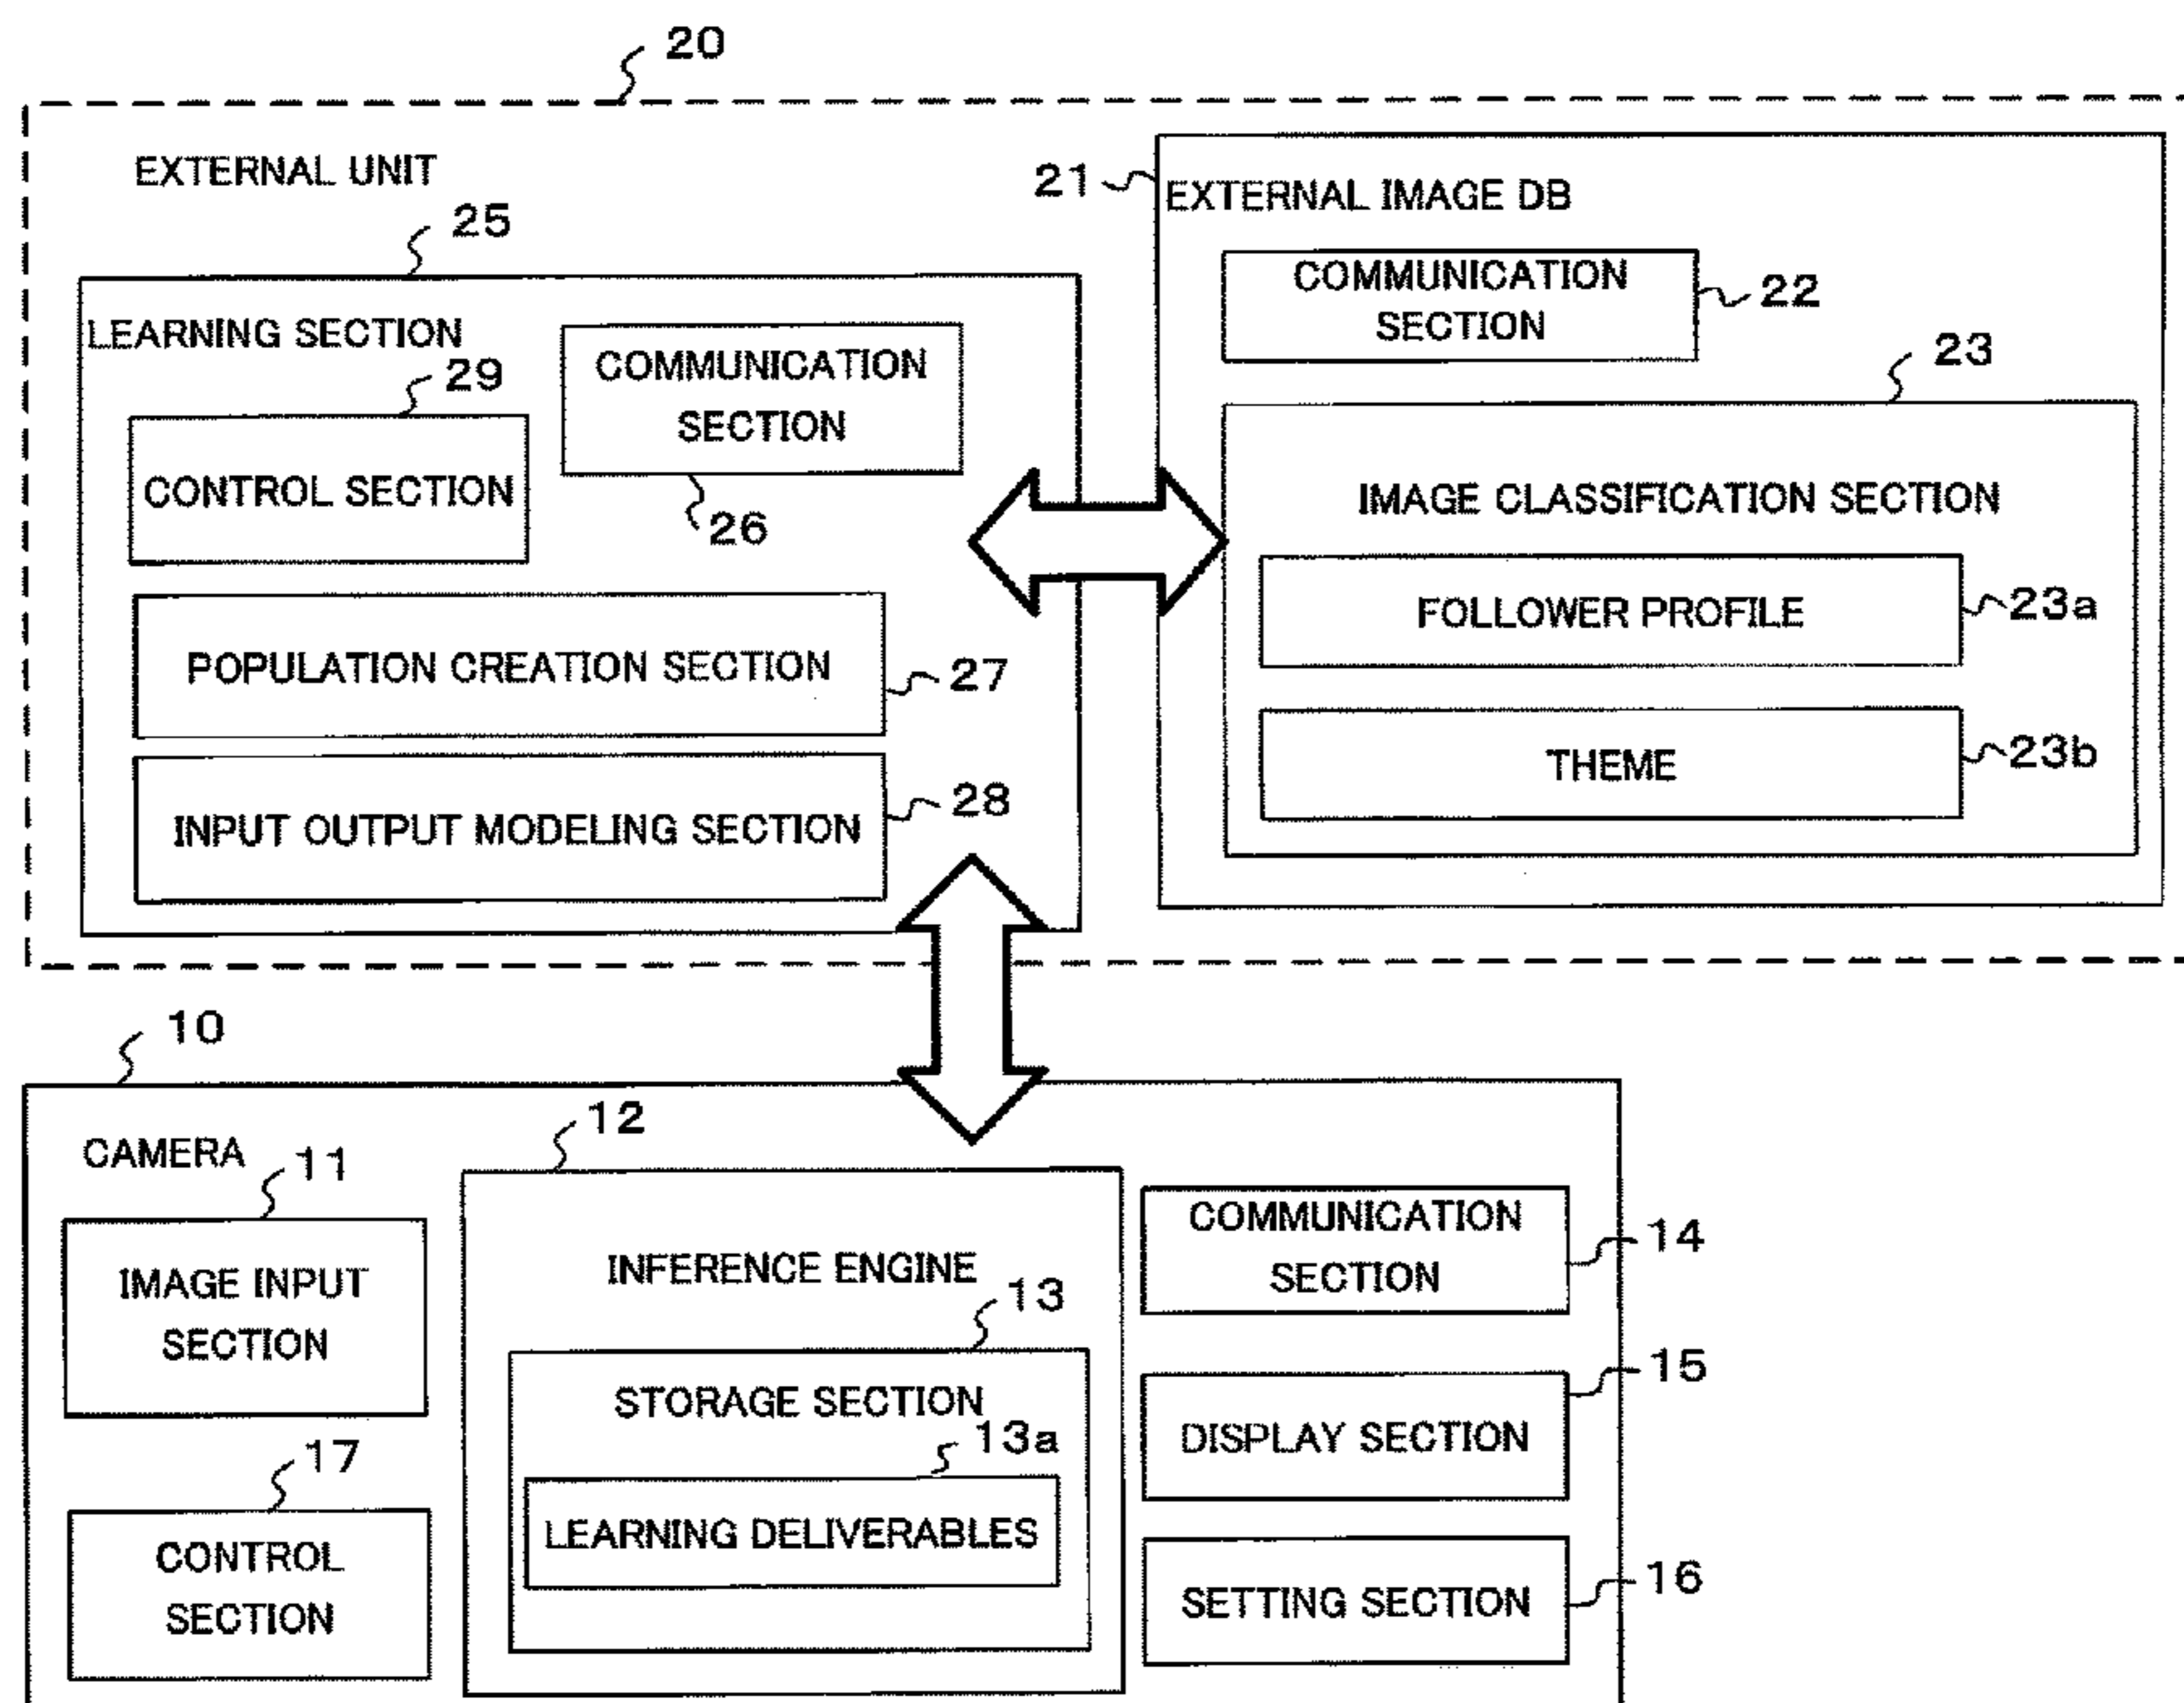 20
EXTERNAL UNIT
21
EXTERNAL IMAGE DB
25
COMMUNICATION
SECTION
22
LEARNING SECTION
COMMUNICATION
SECTION
26
29
CONTROL SECTION
23
IMAGE CLASSIFICATION SECTION
FOLLOWER PROFILE
23a
THEME
23b
POPULATION CREATION SECTION
27
INPUT OUTPUT MODELING SECTION
28
10
CAMERA
11
IMAGE INPUT
SECTION
12
INFERENCE ENGINE
13
STORAGE SECTION
13a
LEARNING DELIVERABLES
COMMUNICATION
SECTION
14
15
DISPLAY SECTION
17
CONTROL
SECTION
SETTING SECTION
16